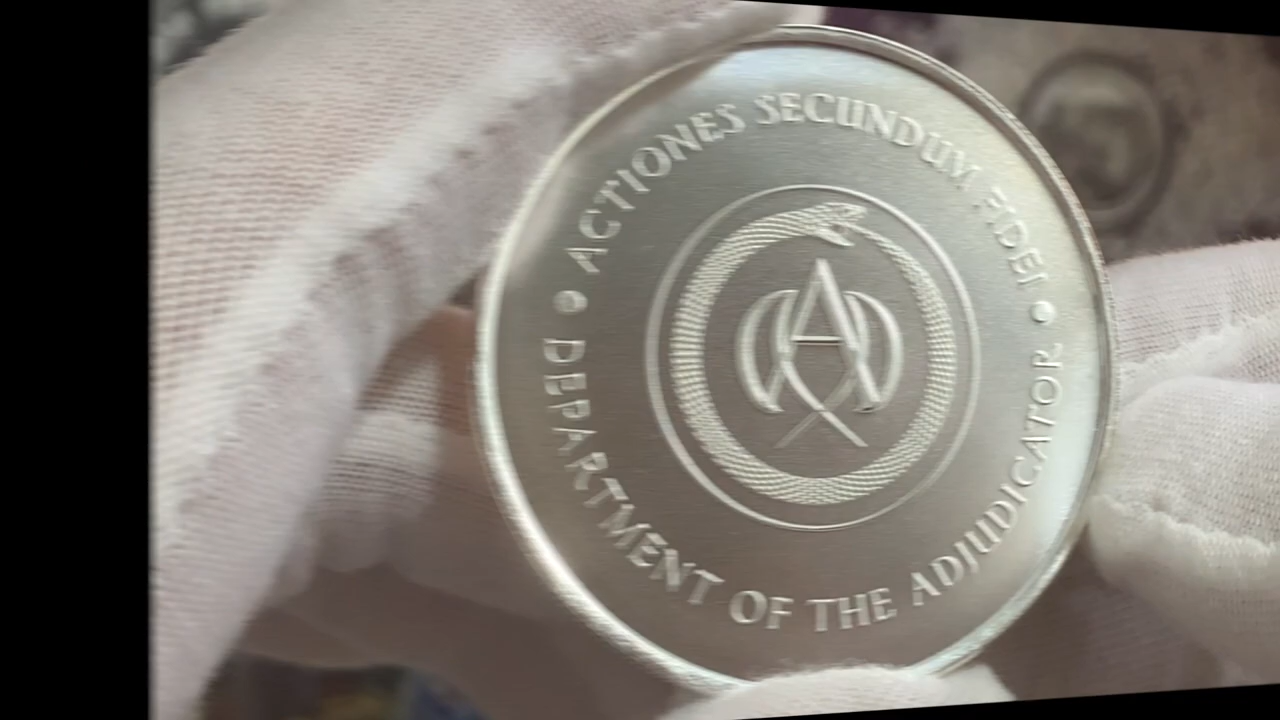 ACTIONES SECUNDUM FIDEI
DEPARTMENT OF THE ADJUDICATOR
A